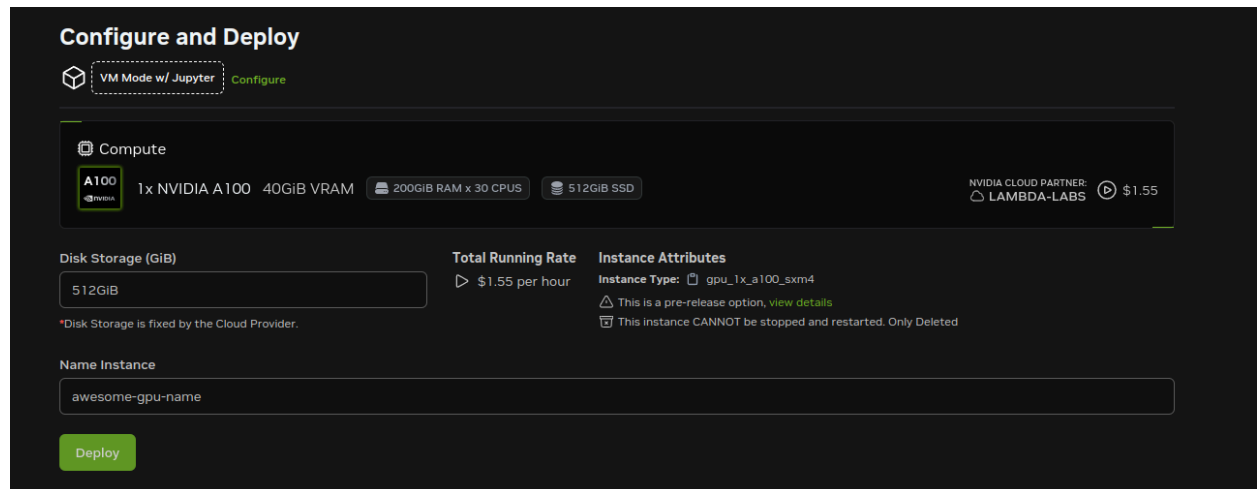 Configure and Deploy
VM Mode w/ Jupyter Configure
Compute
A100
NVIDIA
1x NVIDIA A100 40GiB VRAM 200GiB RAM x 30 CPUS 512GiB SSD
NVIDIA CLOUD PARTNER:
LAMBDA-LABS
$1.55
Disk Storage (GiB)
512GiB
*Disk Storage is fixed by the Cloud Provider.
Total Running Rate
$1.55 per hour
Instance Attributes
Instance Type: gpu_1x_a100_sxm4
This is a pre-release option, view details
This instance CANNOT be stopped and restarted. Only Deleted
Name Instance
awesome-gpu-name
Deploy